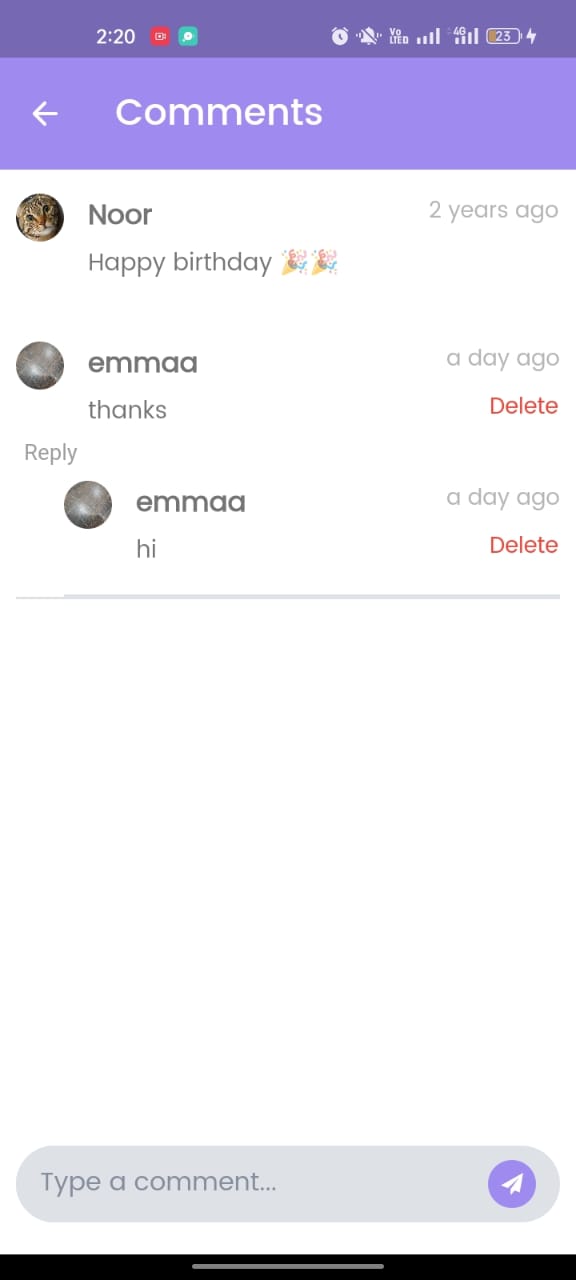 2:20 Vo LTED 4G 23
Comments
Noor 2 years ago
Happy birthday 🎉🎉
emmaa a day ago
thanks Delete
Reply
emmaa a day ago
hi Delete
Type a comment...